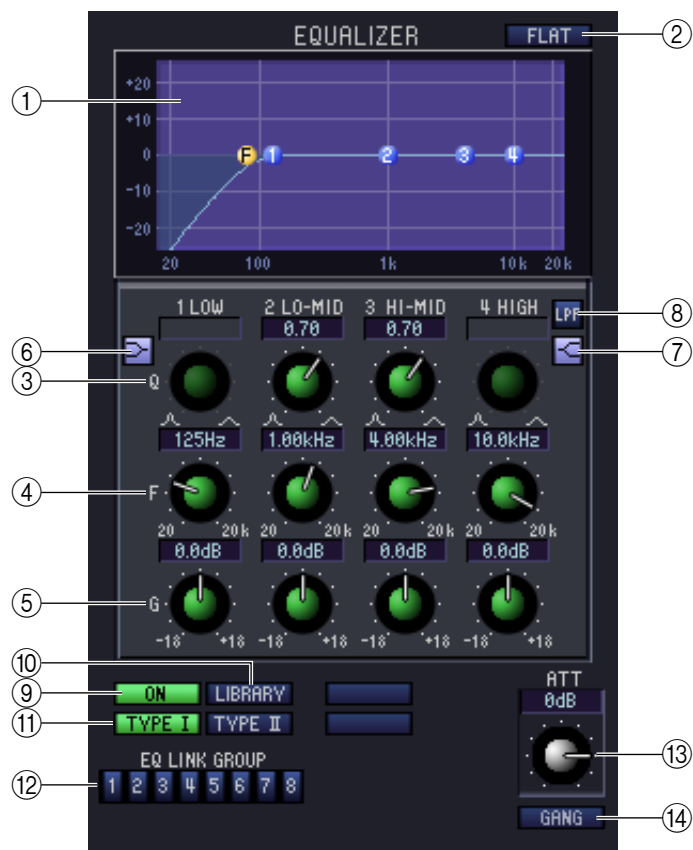 EQUALIZER FLAT ②
①
+20
+10
0
-10
-20
F 1 2 3 4
20 100 1k 10k 20k
1 LOW 2 LO-MID 3 HI-MID 4 HIGH
0.70 0.70 LPF ⑧
⑥ ⑦
③ Q
125Hz 1.00kHz 4.00kHz 10.0kHz
④ F
20 20k 20 20k 20 20k 20 20k
0.0dB 0.0dB 0.0dB 0.0dB
⑤ G
-18 +18 -18 +18 -18 +18 -18 +18
⑩
⑨ ON LIBRARY
⑪ TYPE I TYPE II
ATT
0dB
⑬
EQ LINK GROUP
⑫ 1 2 3 4 5 6 7 8
GANG ⑭